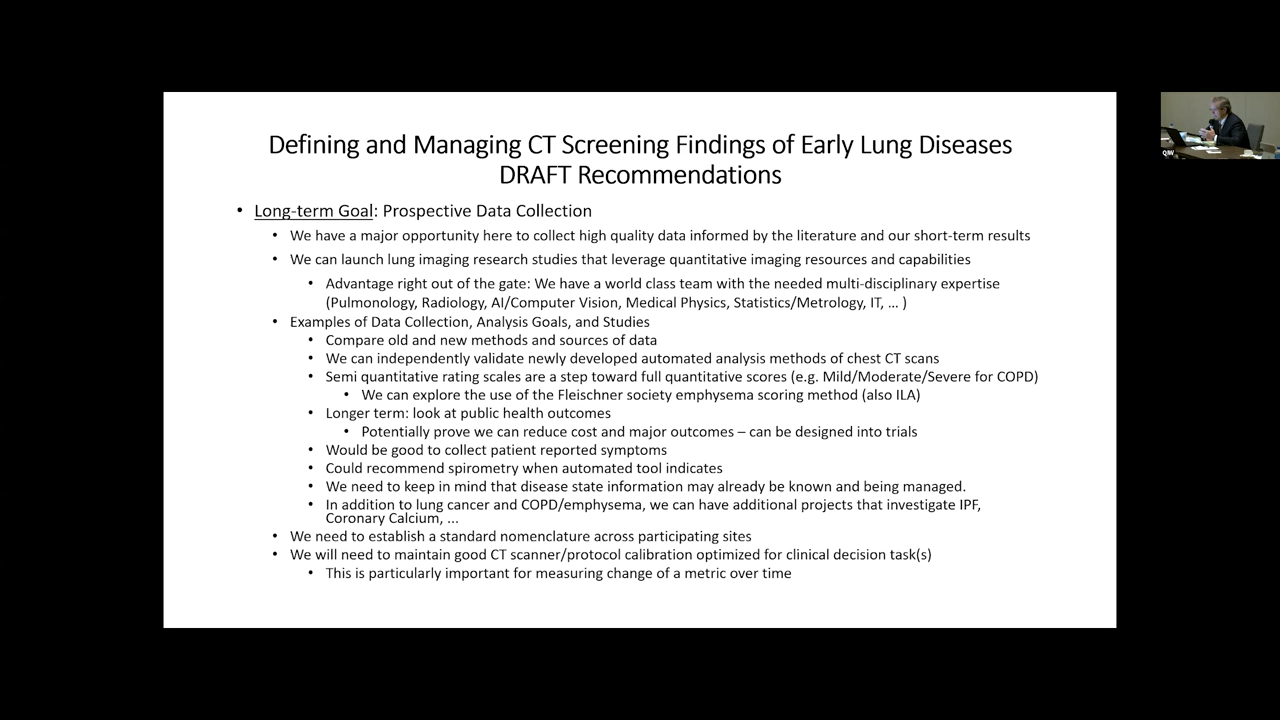 Defining and Managing CT Screening Findings of Early Lung Diseases
DRAFT Recommendations
• Long-term Goal: Prospective Data Collection
• We have a major opportunity here to collect high quality data informed by the literature and our short-term results
• We can launch lung imaging research studies that leverage quantitative imaging resources and capabilities
• Advantage right out of the gate: We have a world class team with the needed multi-disciplinary expertise
(Pulmonology, Radiology, AI/Computer Vision, Medical Physics, Statistics/Metrology, IT, ... )
• Examples of Data Collection, Analysis Goals, and Studies
• Compare old and new methods and sources of data
• We can independently validate newly developed automated analysis methods of chest CT scans
• Semi quantitative rating scales are a step toward full quantitative scores (e.g. Mild/Moderate/Severe for COPD)
• We can explore the use of the Fleischner society emphysema scoring method (also ILA)
• Longer term: look at public health outcomes
• Potentially prove we can reduce cost and major outcomes – can be designed into trials
• Would be good to collect patient reported symptoms
• Could recommend spirometry when automated tool indicates
• We need to keep in mind that disease state information may already be known and being managed.
• In addition to lung cancer and COPD/emphysema, we can have additional projects that investigate IPF,
Coronary Calcium, ...
• We need to establish a standard nomenclature across participating sites
• We will need to maintain good CT scanner/protocol calibration optimized for clinical decision task(s)
• This is particularly important for measuring change of a metric over time